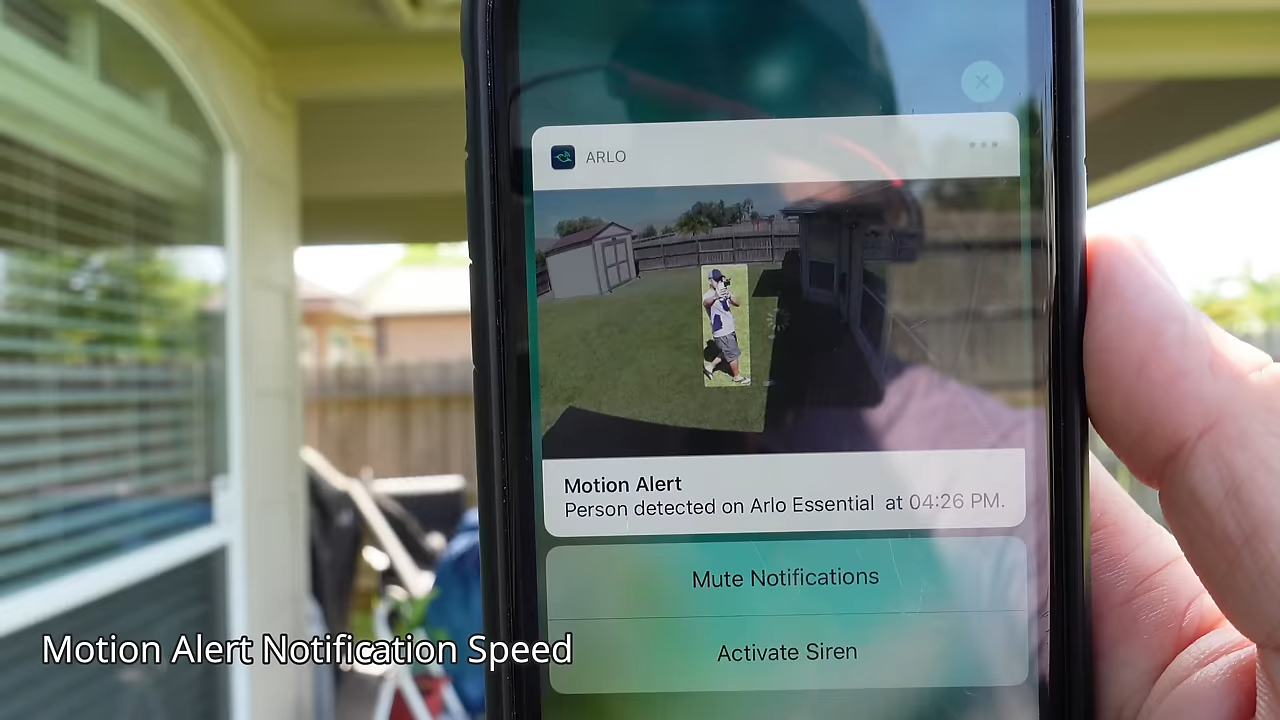 ARLO
Motion Alert
Person detected on Arlo Essential at 04:26 PM.
Mute Notifications
Activate Siren
Motion Alert Notification Speed